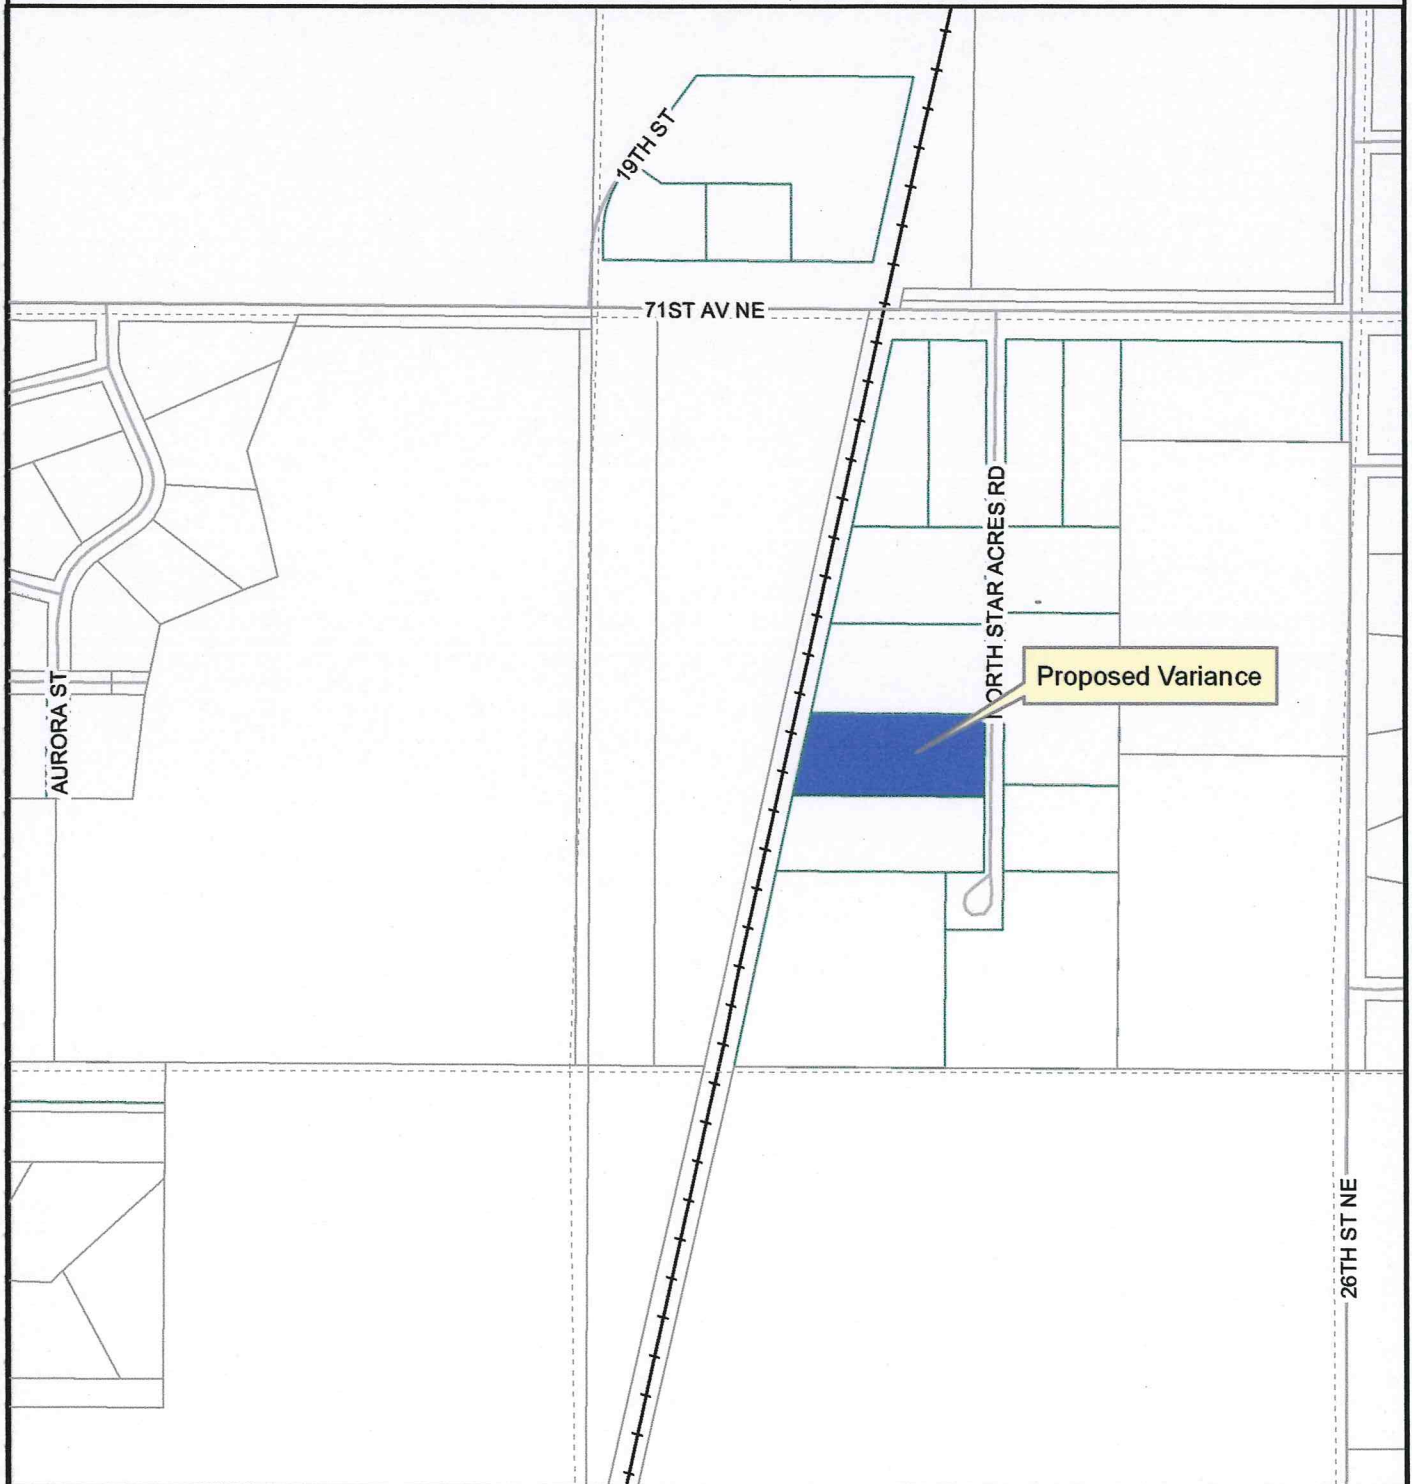 19TH ST
71ST AV NE
NORTH STAR ACRES RD
Proposed Variance
AURORA ST
26TH ST NE